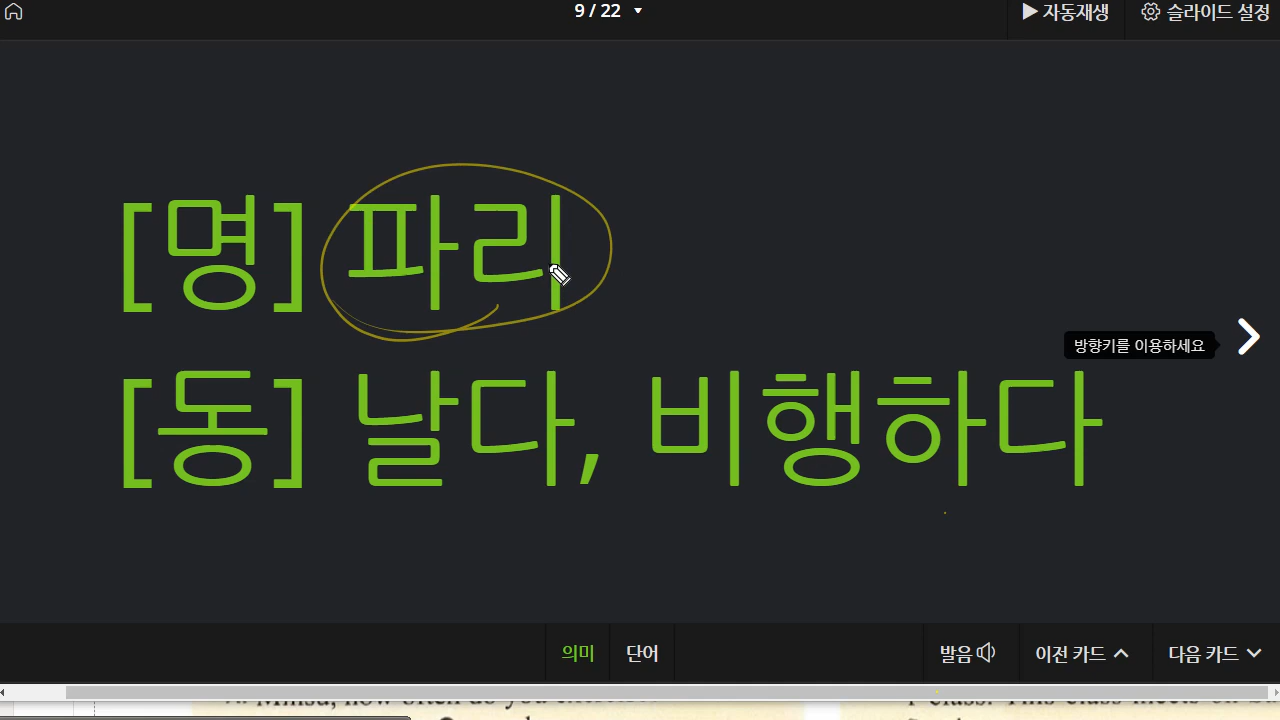 9 / 22
자동재생
슬라이드 설정
[명] 파리
방향키를 이용하세요
[동] 날다, 비행하다
의미
단어
발음
이전 카드
다음 카드